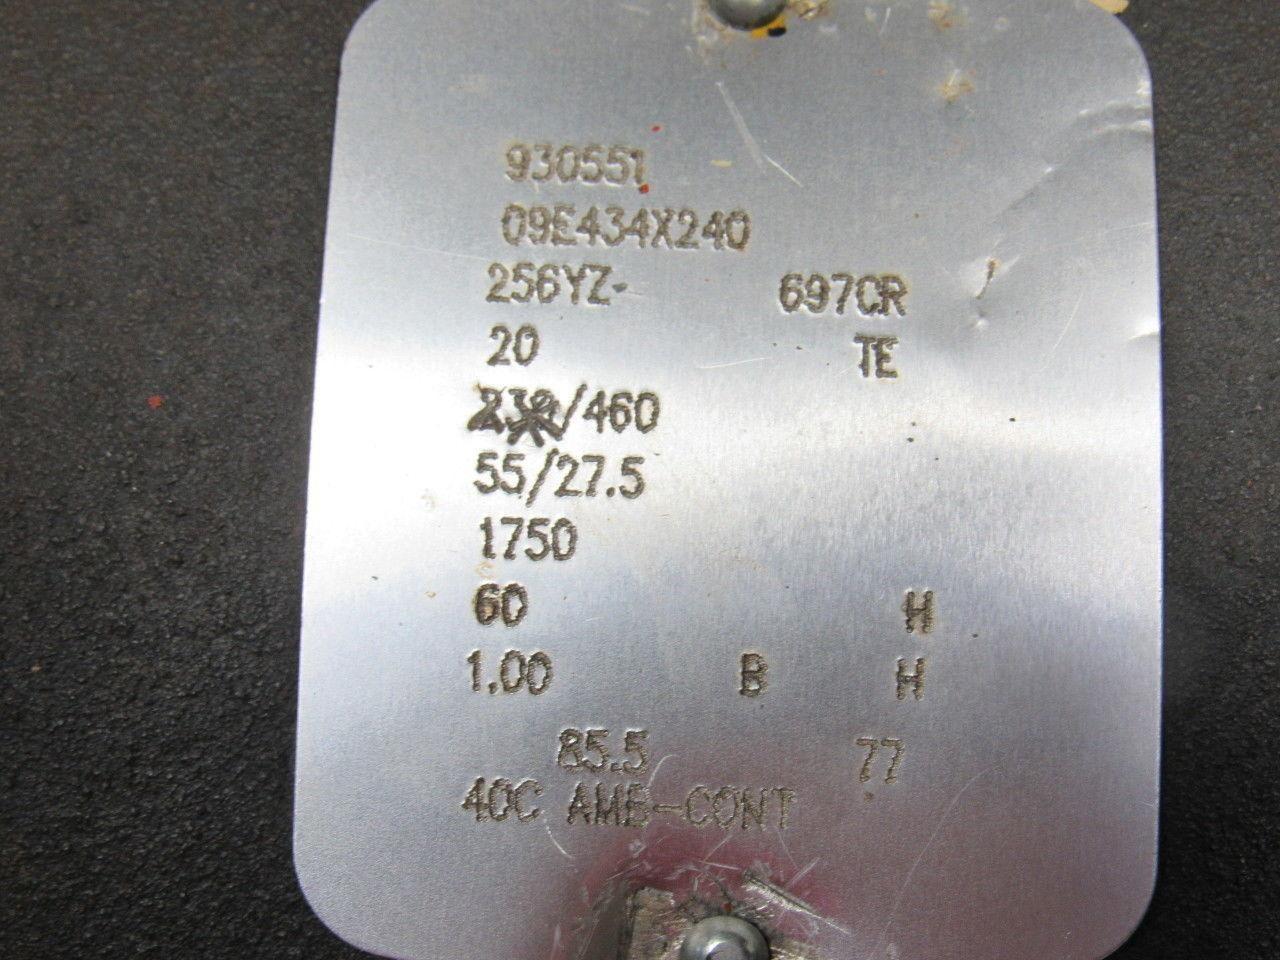 930551
09E434X240
256YZ- 697CR
20 TE
230/460
55/27.5
1750
60 H
1.00 B H
85.5 77
40C AMB-CONT